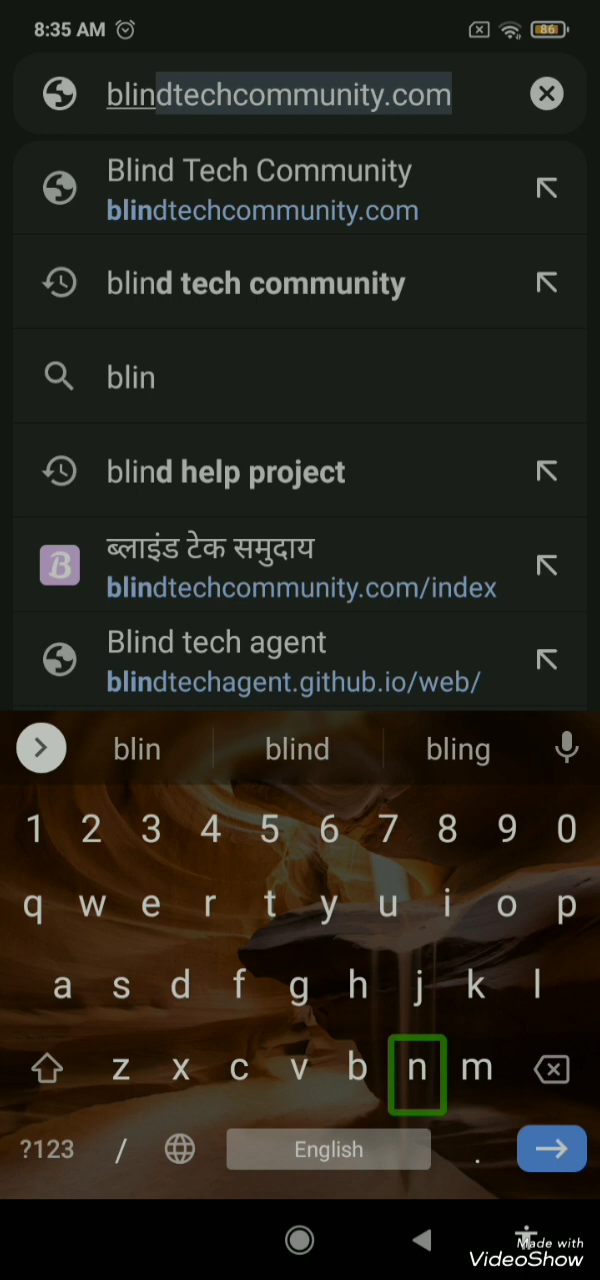 8:35 AM
86
blindtechcommunity.com
Blind Tech Community
blindtechcommunity.com
blind tech community
blin
blind help project
B
ब्लाइंड टेक समुदाय
blindtechcommunity.com/index
Blind tech agent
blindtechagent.github.io/web/
blin blind bling
1 2 3 4 5 6 7 8 9 0
q w e r t y u i o p
a s d f g h j k l
z x c v b n m
?123 / English .
Made with
VideoShow